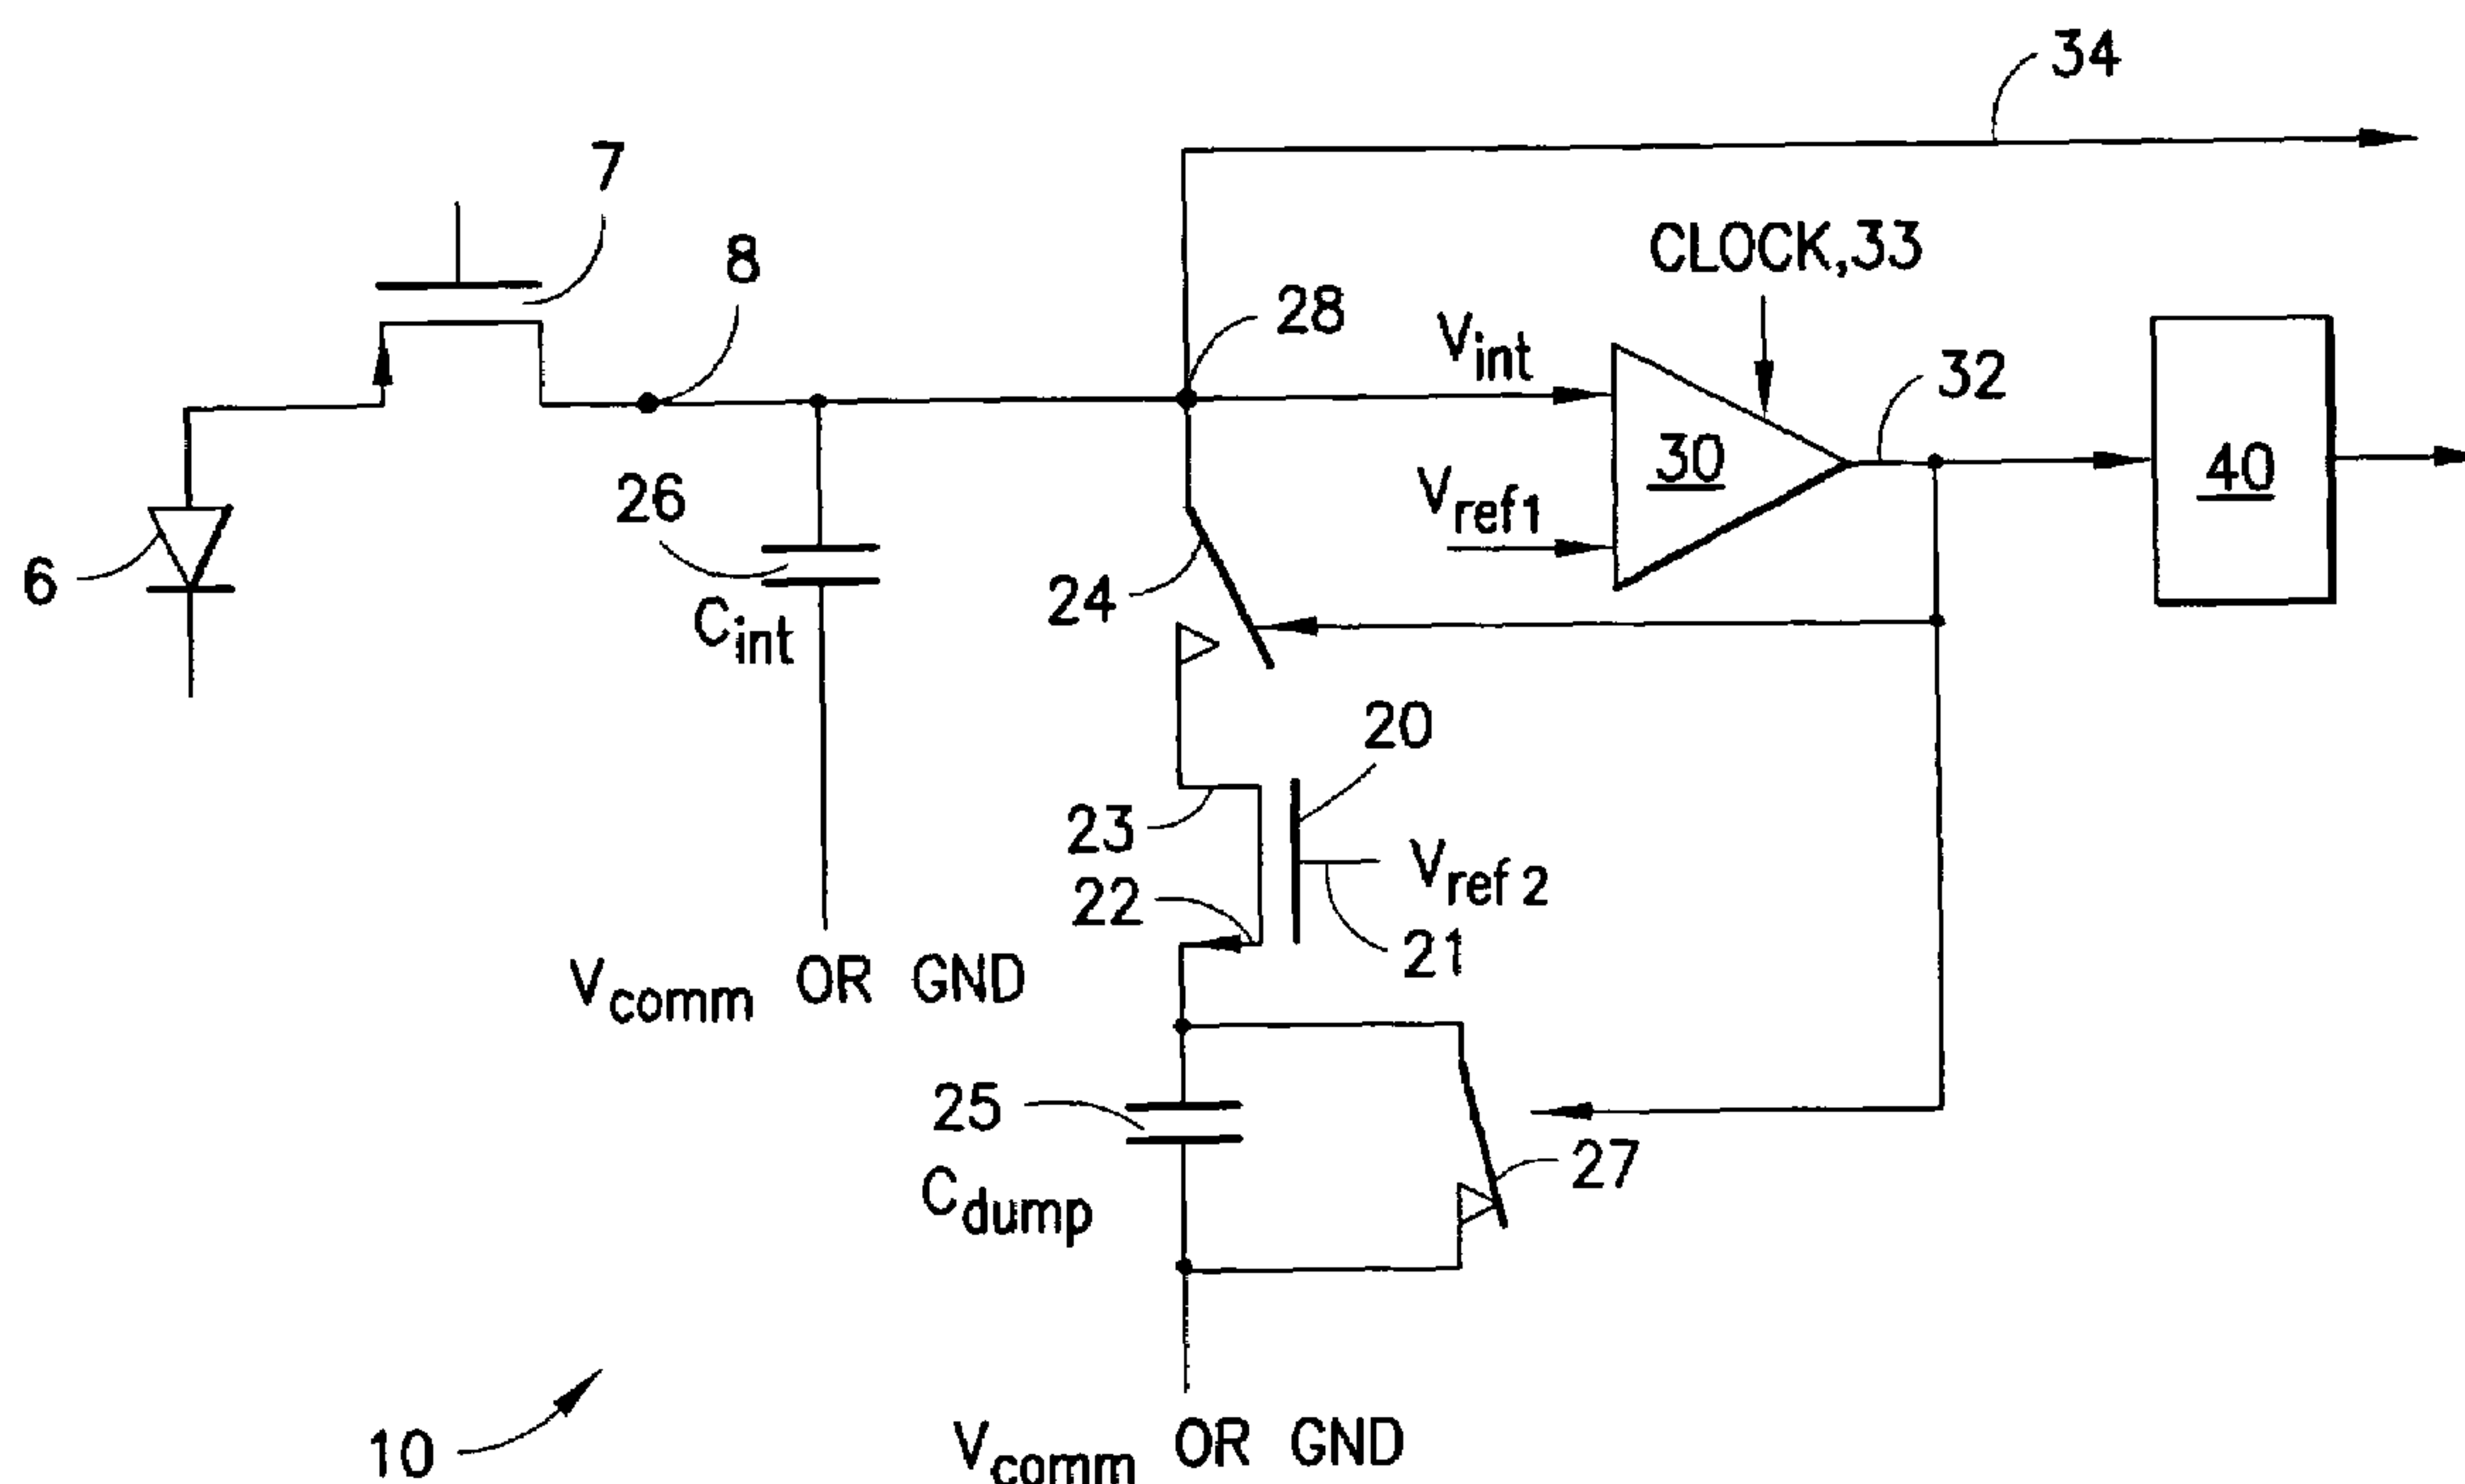 34
7
8
CLOCK,33
28
Vint
32
30
40
26
Vref1
6
24
Cint
20
23
Vref 2
22
21
Vcomm OR GND
25
27
Cdump
10
Vcomm OR GND